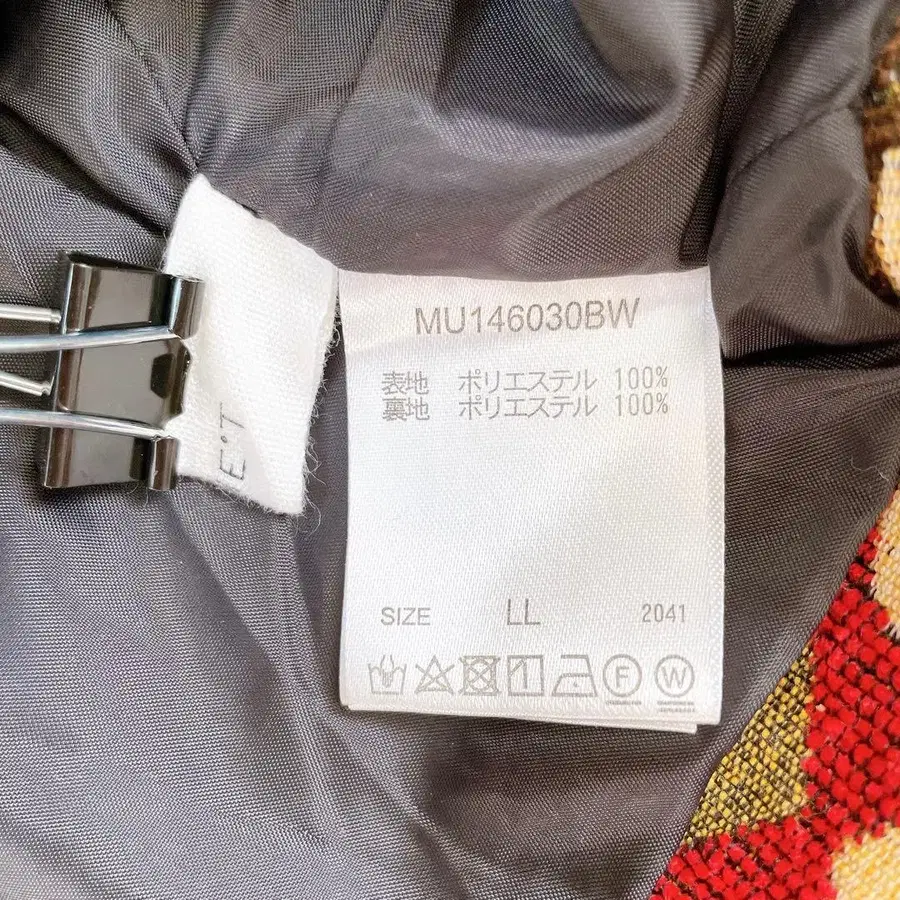 MU146030BW
表地 ポリエステル 100%
裏地 ポリエステル 100%
SIZE LL 2041
F W
E'T